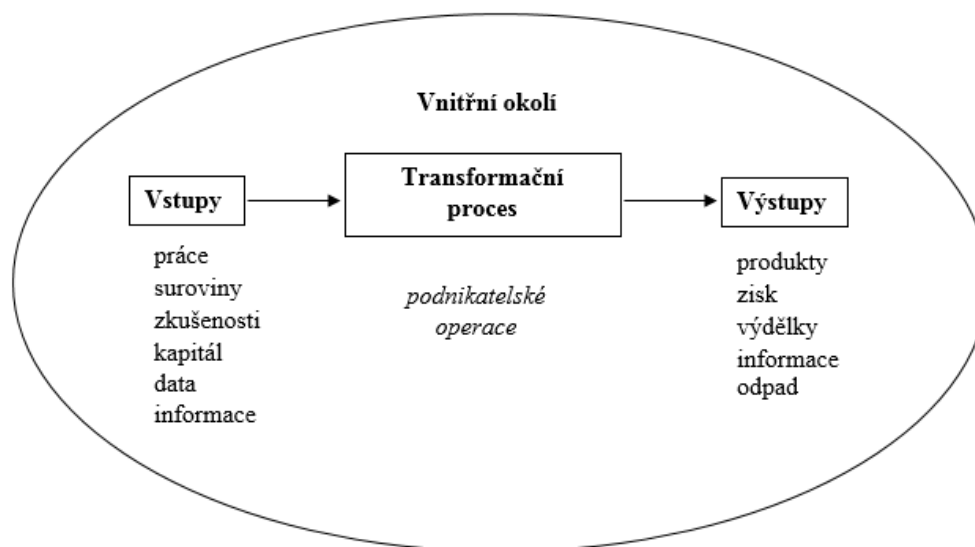 Vnitřní okolí
Vstupy
Transformační
proces
Výstupy
práce
suroviny
zkušenosti
kapitál
data
informace
podnikatelské
operace
produkty
zisk
výdělky
informace
odpad